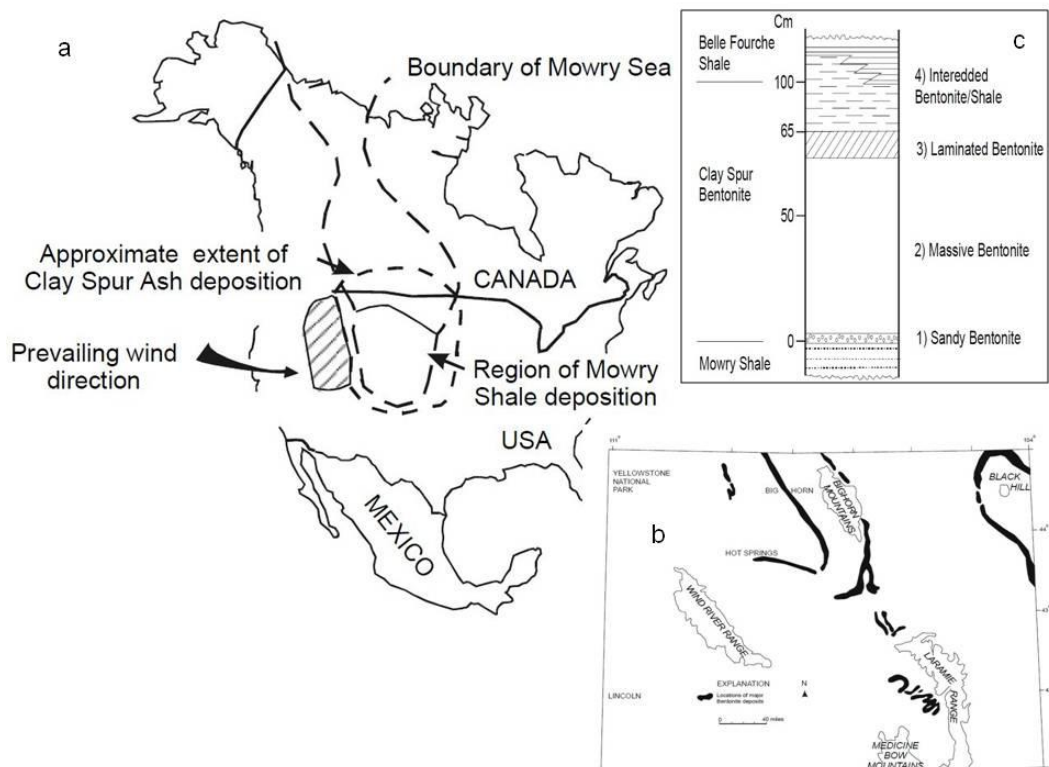 a
Boundary of Mowry Sea
Approximate extent of
Clay Spur Ash deposition
CANADA
Prevailing wind
direction
Region of Mowry
Shale deposition
USA
MEXICO
c
Cm
Belle Fourche
Shale
100
4) Interedded
Bentonite/Shale
65
3) Laminated Bentonite
Clay Spur
Bentonite
50
2) Massive Bentonite
0
1) Sandy Bentonite
Mowry Shale
b
111°
104°
YELLOWSTONE
NATIONAL
PARK
BIG HORN
BIGHORN
MOUNTAINS
BLACK
HILL
44°
HOT SPRINGS
43°
WIND RIVER RANGE
LARAMIE
RANGE
LINCOLN
EXPLANATION
N
Locations of major
Bentonite deposits
0 40 miles
MEDICINE
BOW
MOUNTAINS